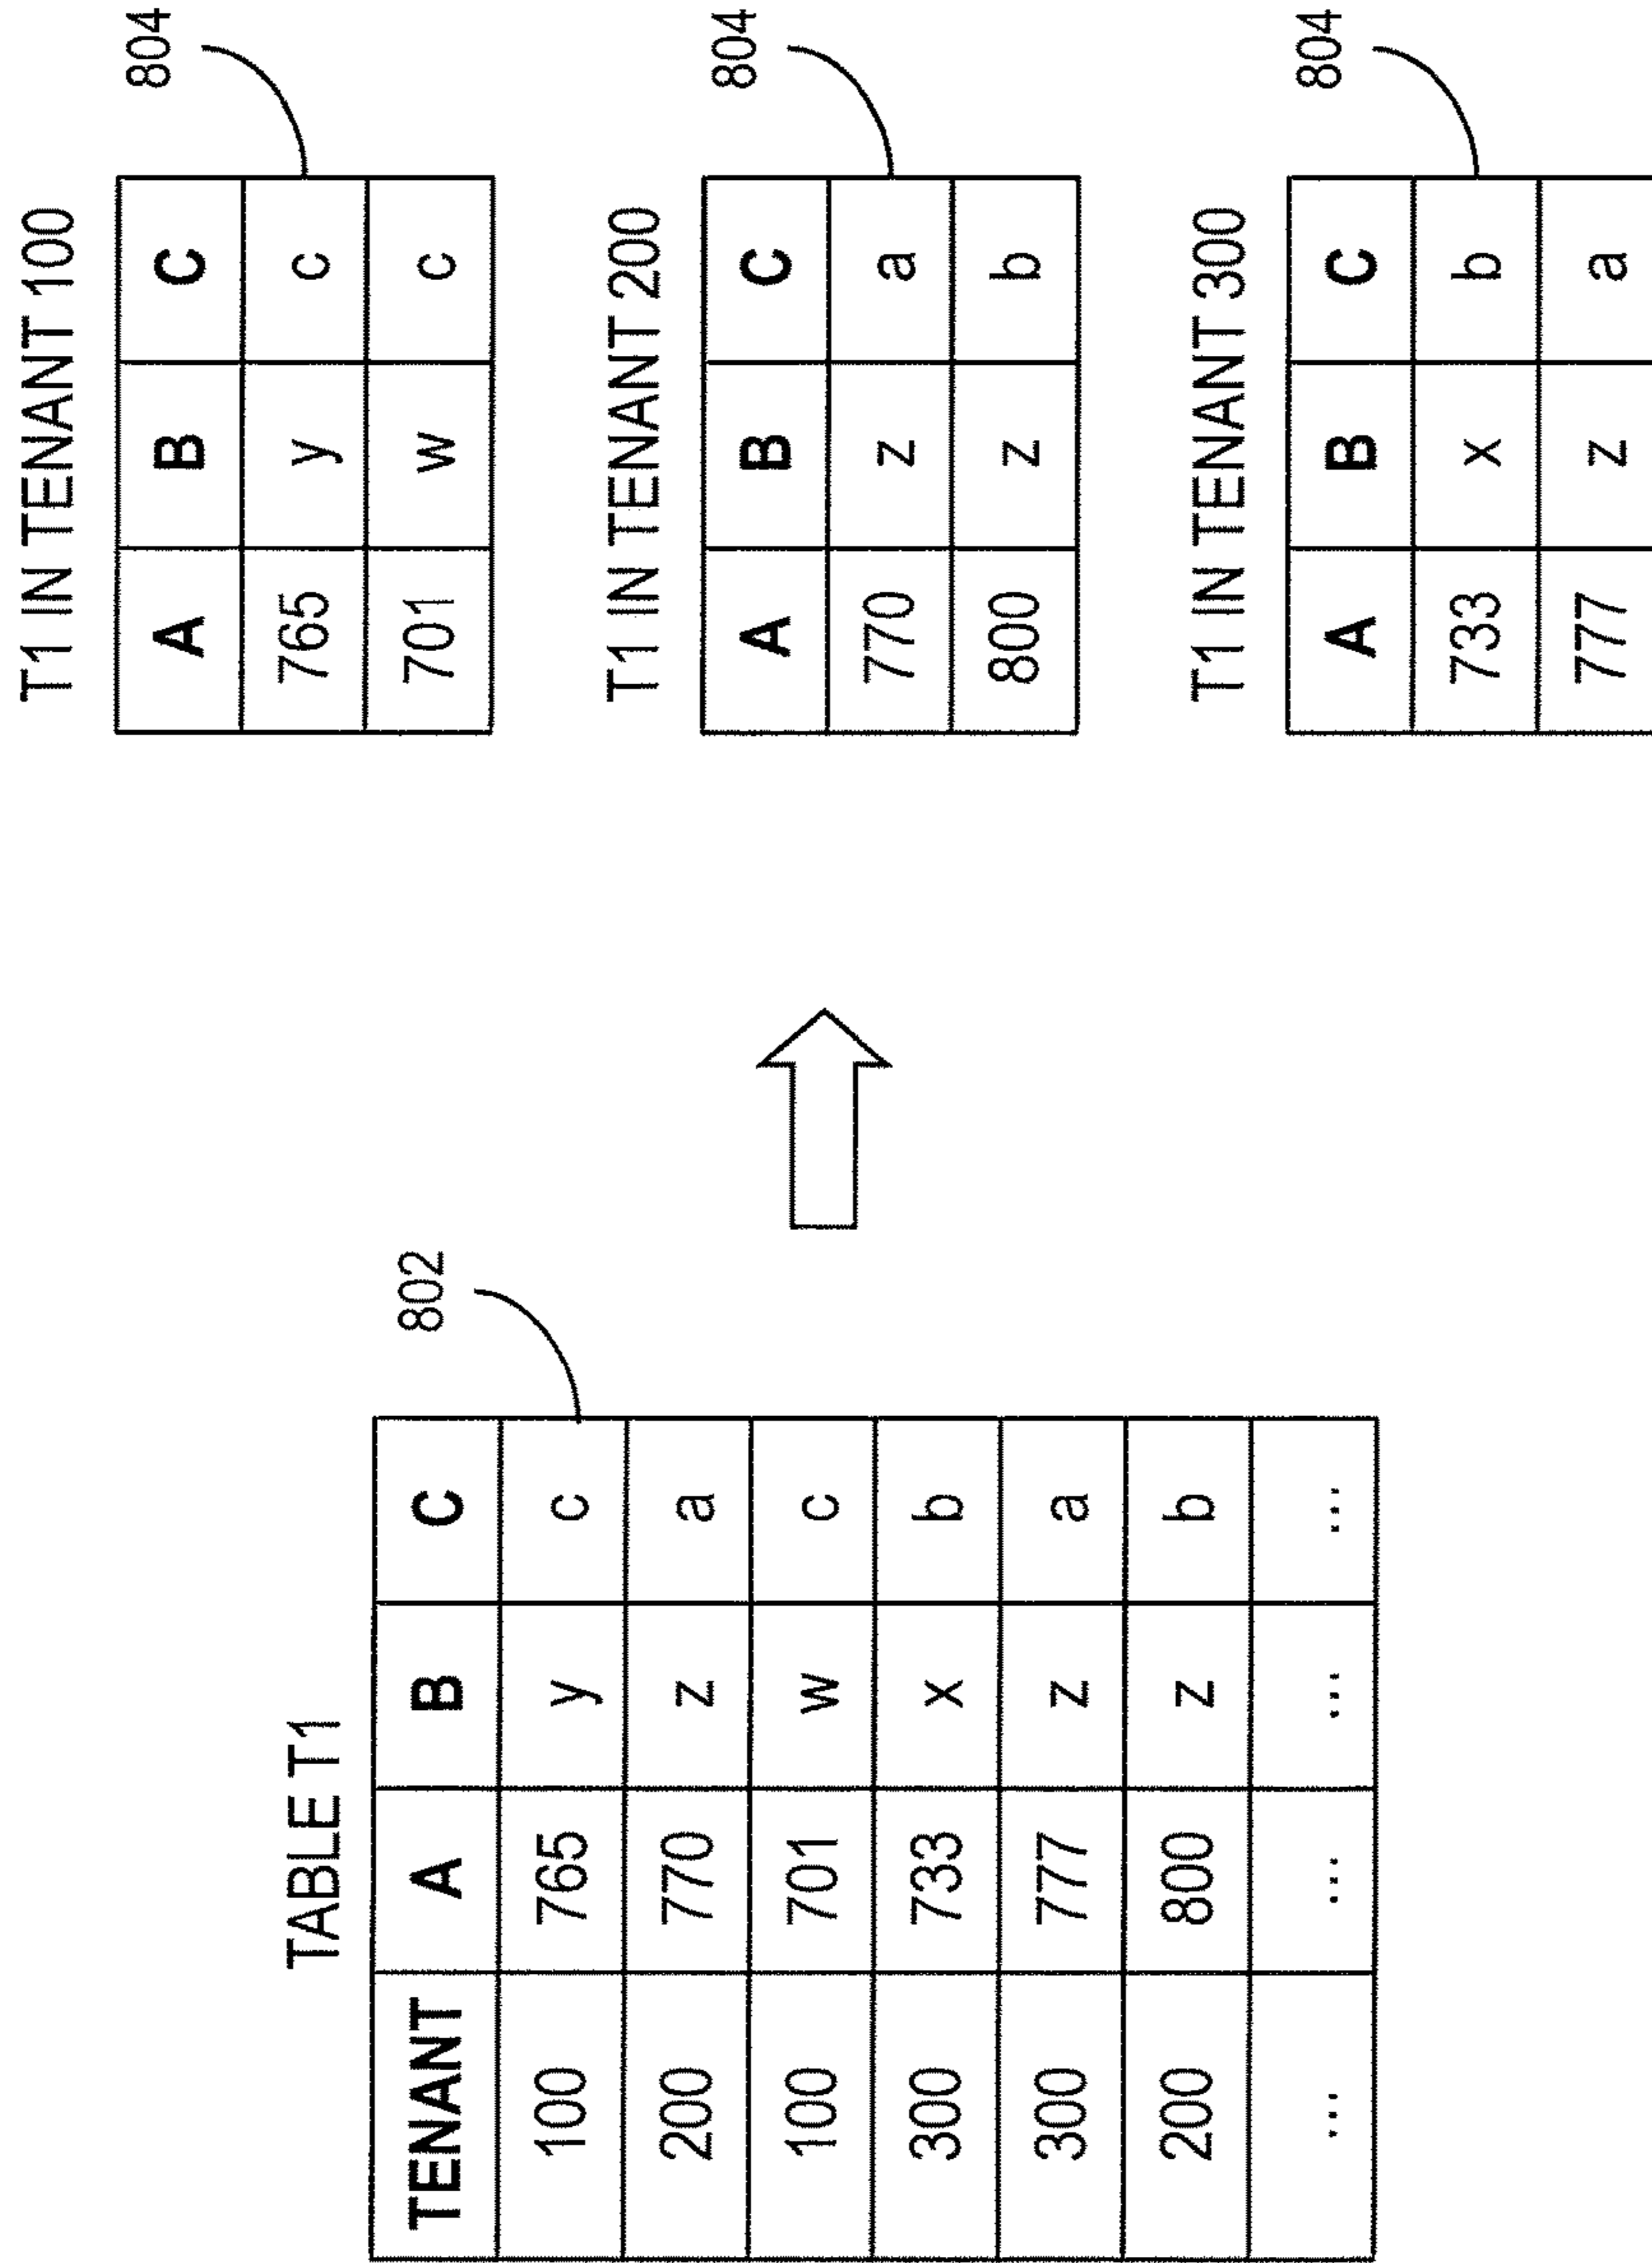 TABLE T1
802
TENANT A B C
100 765 y c
200 770 z a
100 701 w c
300 733 x b
300 777 z a
200 800 z b
... ... ... ...
T1 IN TENANT 100
804
A B C
765 y c
701 w c
T1 IN TENANT 200
804
A B C
770 z a
800 z b
T1 IN TENANT 300
804
A B C
733 x b
777 z a